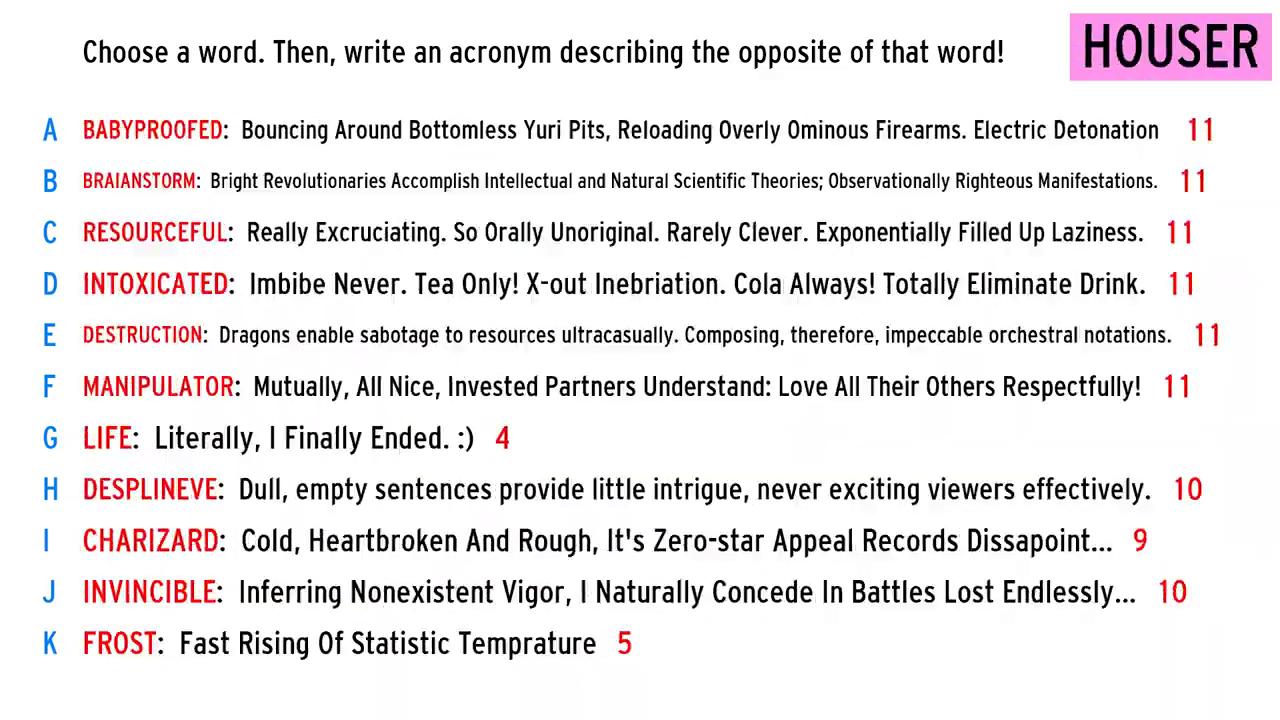 Choose a word. Then, write an acronym describing the opposite of that word!
HOUSER
A BABYPROOFED: Bouncing Around Bottomless Yuri Pits, Reloading Overly Ominous Firearms. Electric Detonation 11
B BRAIANSTORM: Bright Revolutionaries Accomplish Intellectual and Natural Scientific Theories; Observationally Righteous Manifestations. 11
C RESOURCEFUL: Really Excruciating. So Orally Unoriginal. Rarely Clever. Exponentially Filled Up Laziness. 11
D INTOXICATED: Imbibe Never. Tea Only! X-out Inebriation. Cola Always! Totally Eliminate Drink. 11
E DESTRUCTION: Dragons enable sabotage to resources ultracasually. Composing, therefore, impeccable orchestral notations. 11
F MANIPULATOR: Mutually, All Nice, Invested Partners Understand: Love All Their Others Respectfully! 11
G LIFE: Literally, I Finally Ended. :) 4
H DESPLINEVE: Dull, empty sentences provide little intrigue, never exciting viewers effectively. 10
I CHARIZARD: Cold, Heartbroken And Rough, It's Zero-star Appeal Records Dissapoint... 9
J INVINCIBLE: Inferring Nonexistent Vigor, I Naturally Concede In Battles Lost Endlessly... 10
K FROST: Fast Rising Of Statistic Temprature 5